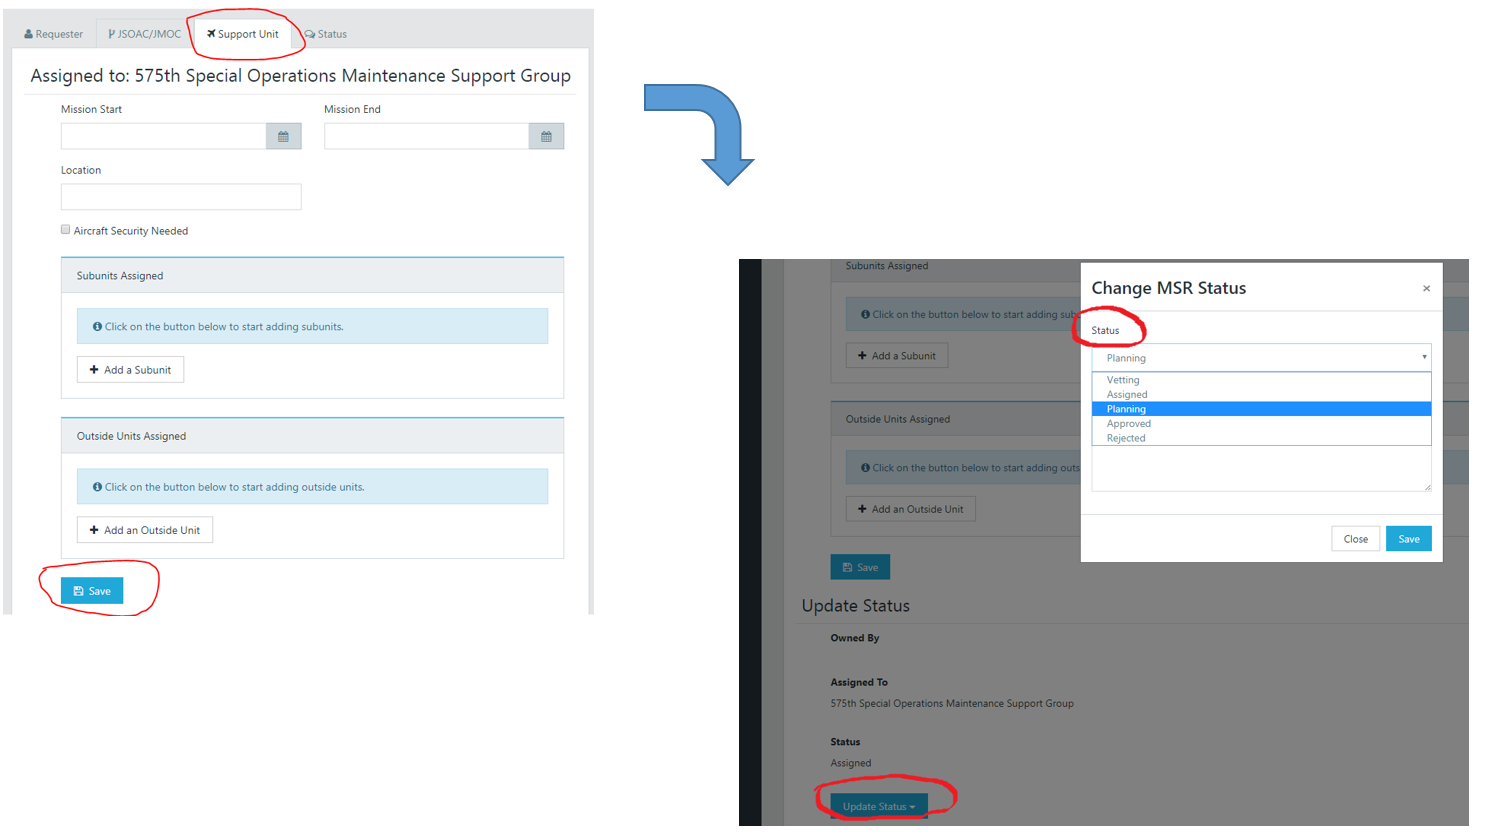 Requester JSOAC/JMOC Support Unit Status
Assigned to: 575th Special Operations Maintenance Support Group
Mission Start Mission End
Location
Aircraft Security Needed
Subunits Assigned
Click on the button below to start adding subunits.
+ Add a Subunit
Outside Units Assigned
Click on the button below to start adding outside units.
+ Add an Outside Unit
Save
Subunits Assigned
Click on the button below to start adding sub
+ Add a Subunit
Outside Units Assigned
Click on the button below to start adding outs
+ Add an Outside Unit
Save
Update Status
Owned By
Assigned To
575th Special Operations Maintenance Support Group
Status
Assigned
Update Status
Change MSR Status ×
Status
Planning
Vetting
Assigned
Planning
Approved
Rejected
Close Save